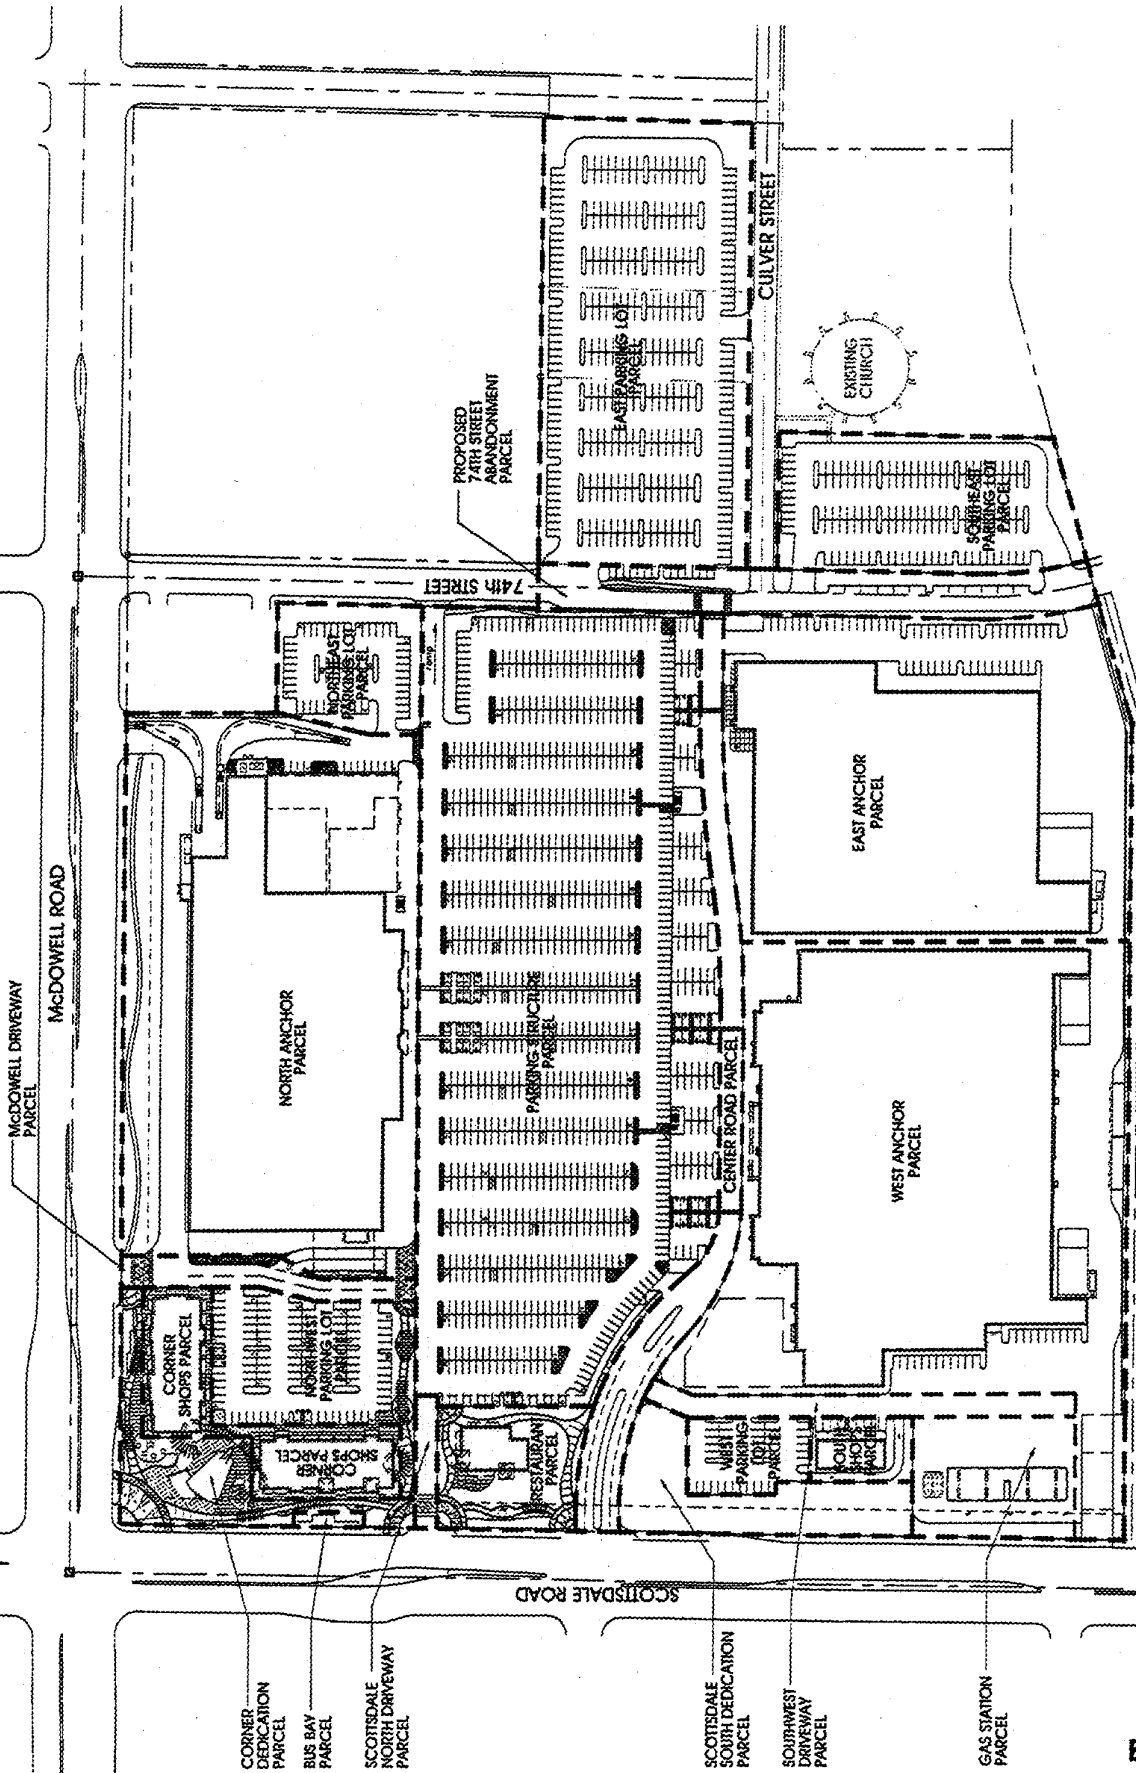 McDOWELL DRIVEWAY
PARCEL
McDOWELL ROAD
PROPOSED
74TH STREET
ABANDONMENT
PARCEL
74th STREET
CULVER STREET
EXISTING
CHURCH
EAST PARKING LOT
PARCEL
SOUTHEAST
PARKING LOT
PARCEL
NORTHEAST
PARKING LOT
PARCEL
ramp
NORTH ANCHOR
PARCEL
PARKING STRUCTURE
PARCEL
EAST ANCHOR
PARCEL
CENTER ROAD PARCEL
WEST ANCHOR
PARCEL
CORNER
SHOPS PARCEL
NORTHWEST
PARKING LOT
PARCEL
CORNER
SHOPS PARCEL
RESTAURANT
PARCEL
WEST
PARKING
LOT
PARCEL
SOUTH
SHOPS
PARCEL
SCOTTSDALE ROAD
CORNER
DEDICATION
PARCEL
BUS BAY
PARCEL
SCOTTSDALE
NORTH DRIVEWAY
PARCEL
SCOTTSDALE
SOUTH DEDICATION
PARCEL
SOUTHWEST
DRIVEWAY
PARCEL
GAS STATION
PARCEL